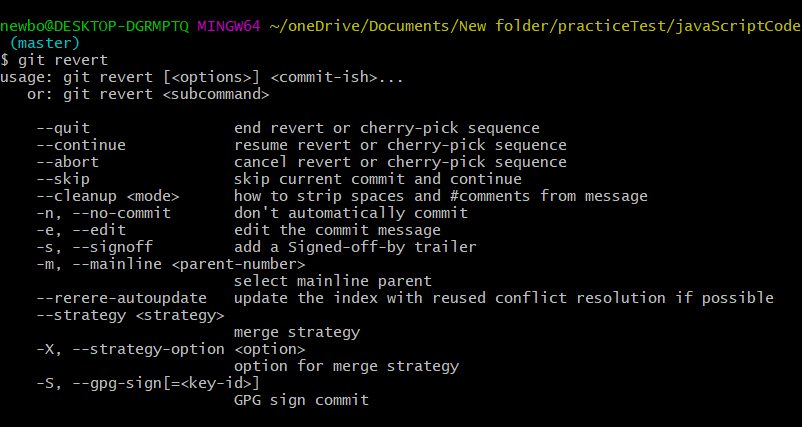 newbo@DESKTOP-DGRMPTQ MINGW64 ~/oneDrive/Documents/New folder/practiceTest/javaScriptCode
(master)
$ git revert
usage: git revert [<options>] <commit-ish>...
   or: git revert <subcommand>

    --quit                end revert or cherry-pick sequence
    --continue            resume revert or cherry-pick sequence
    --abort               cancel revert or cherry-pick sequence
    --skip                skip current commit and continue
    --cleanup <mode>      how to strip spaces and #comments from message
    -n, --no-commit       don't automatically commit
    -e, --edit            edit the commit message
    -s, --signoff         add a Signed-off-by trailer
    -m, --mainline <parent-number>
                          select mainline parent
    --rerere-autoupdate   update the index with reused conflict resolution if possible
    --strategy <strategy>
                          merge strategy
    -X, --strategy-option <option>
                          option for merge strategy
    -S, --gpg-sign[=<key-id>]
                          GPG sign commit